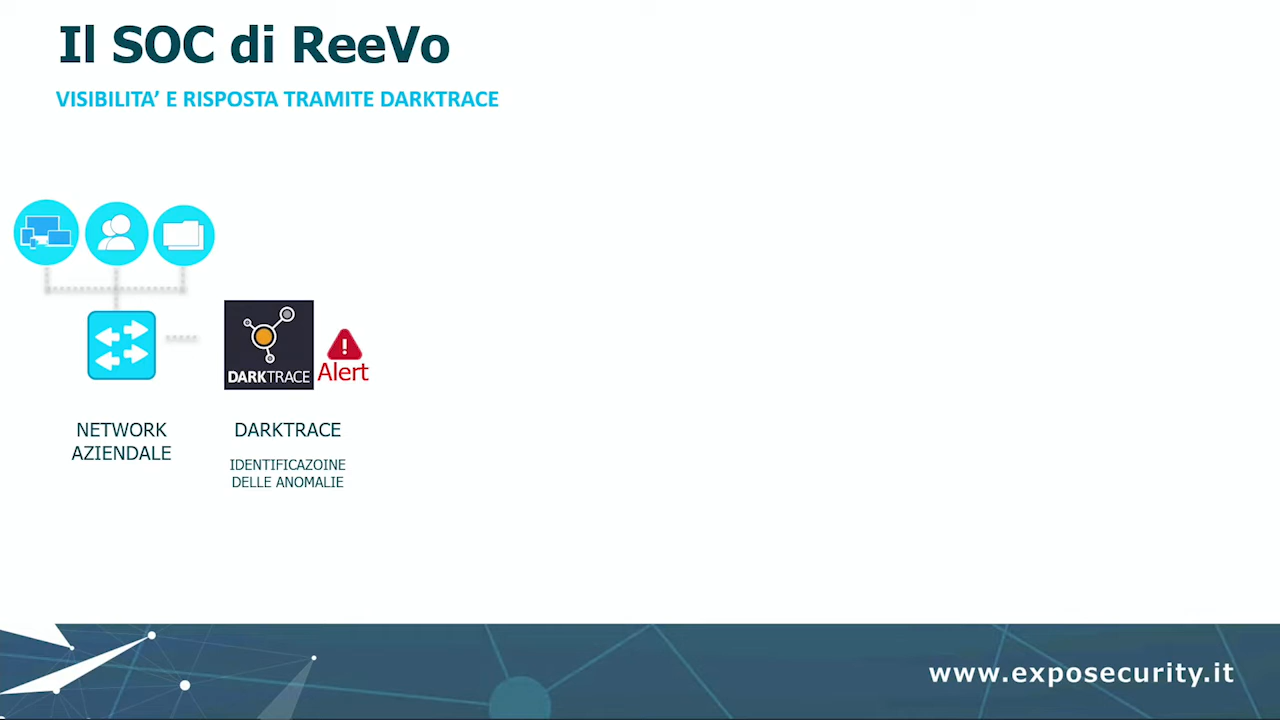 Il SOC di ReeVo
VISIBILITA’ E RISPOSTA TRAMITE DARKTRACE
DARKTRACE
Alert
NETWORK
AZIENDALE
DARKTRACE
IDENTIFICAZOINE
DELLE ANOMALIE
www.exposecurity.it